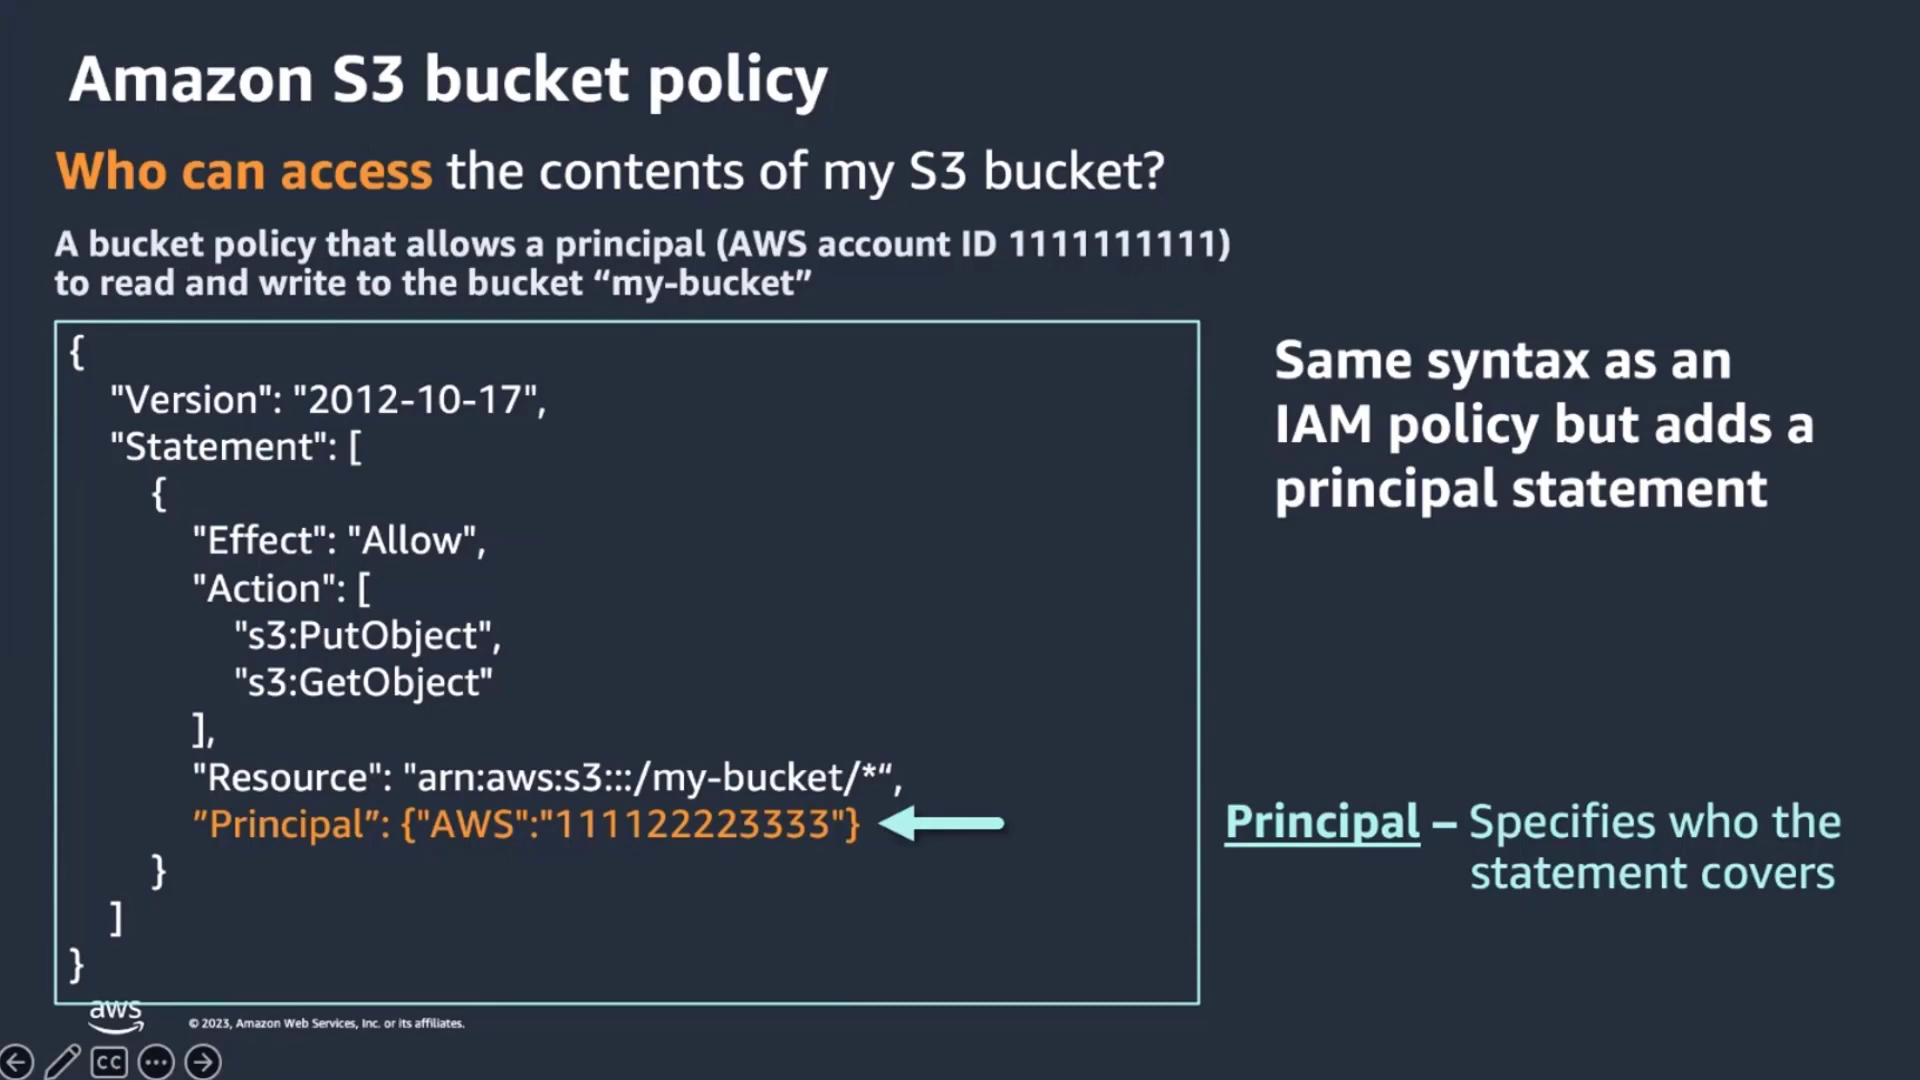 Amazon S3 bucket policy
Who can access the contents of my S3 bucket?
A bucket policy that allows a principal (AWS account ID 1111111111)
to read and write to the bucket “my-bucket”
{
"Version": "2012-10-17",
"Statement": [
{
"Effect": "Allow",
"Action": [
"s3:PutObject",
"s3:GetObject"
],
"Resource": "arn:aws:s3:::/my-bucket/*“,
”Principal”: {"AWS":"111122223333"}
}
]
}
Same syntax as an
IAM policy but adds a
principal statement
Principal – Specifies who the
statement covers
aws
© 2023, Amazon Web Services, Inc. or its affiliates.
CC